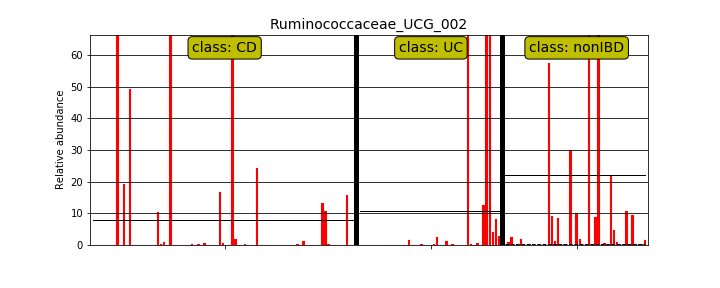 Ruminococcaceae_UCG_002
class: CD
class: UC
class: nonIBD
Relative abundance
60
50
40
30
20
10
0